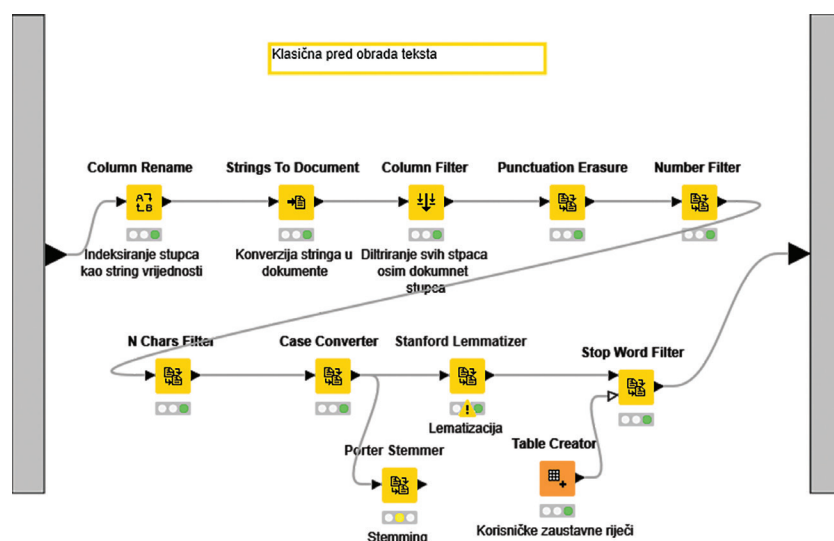 Klasična pred obrada teksta
Column Rename
Strings To Document
Column Filter
Punctuation Erasure
Number Filter
Indeksiranje stupca
kao string vrijednosti
Konverzija stringa u
dokumente
Diltriranje svih stpaca
osim dokumnet
stupca
N Chars Filter
Case Converter
Stanford Lemmatizer
Stop Word Filter
Lematizacija
Porter Stemmer
Table Creator
Stemming
Korisničke zaustavne riječi